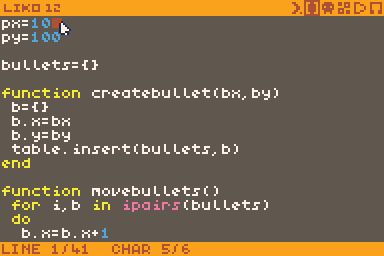 LIKO 12
px=10
py=100
bullets={}
function createbullet(bx,by)
b={}
b.x=bx
b.y=by
table.insert(bullets,b)
end
function movebullets()
for i,b in ipairs(bullets)
do
b.x=b.x+1
LINE 1/41 CHAR 5/6